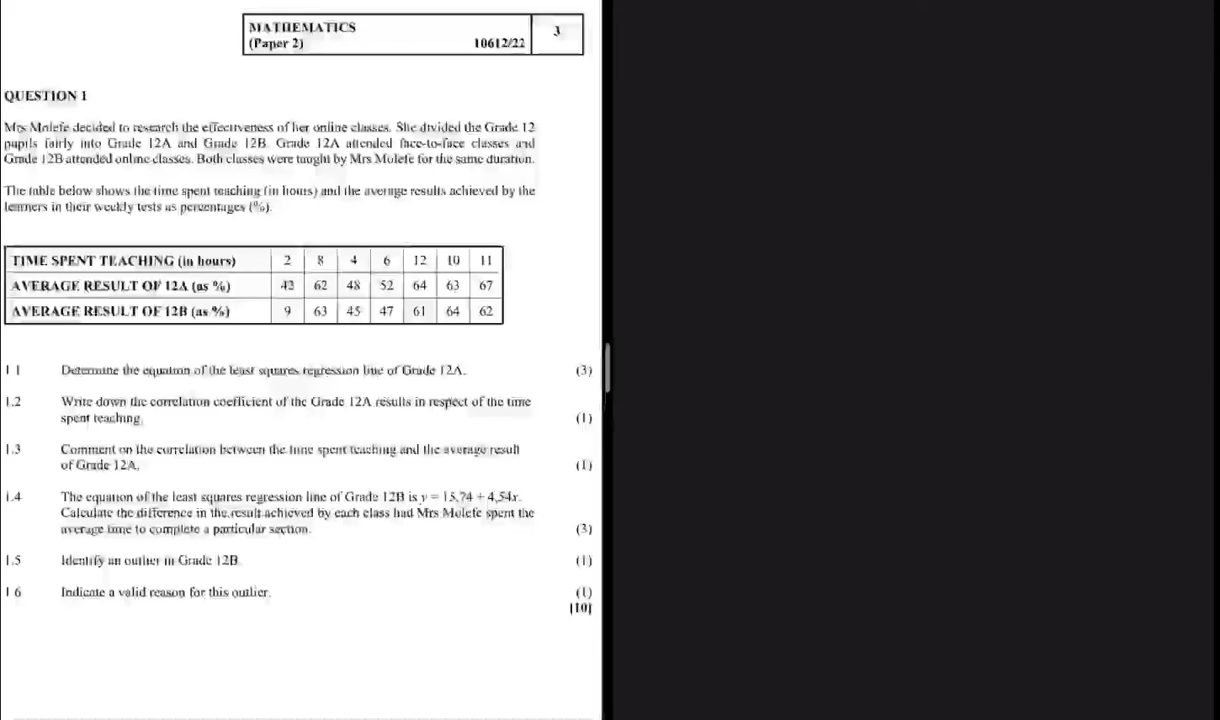 MATHEMATICS
(Paper 2) 10612/22 3
QUESTION 1
Mrs Molefe decided to research the effectiveness of her online classes. She divided the Grade 12
pupils fairly into Grade 12A and Grade 12B. Grade 12A attended face-to-face classes and
Grade 12B attended online classes. Both classes were taught by Mrs Molefe for the same duration.
The table below shows the time spent teaching (in hours) and the average results achieved by the
learners in their weekly tests as percentages (%).
TIME SPENT TEACHING (in hours) 2 8 4 6 12 10 11
AVERAGE RESULT OF 12A (as %) 43 62 48 52 64 63 67
AVERAGE RESULT OF 12B (as %) 9 63 45 47 61 64 62
1.1 Determine the equation of the least squares regression line of Grade 12A. (3)
1.2 Write down the correlation coefficient of the Grade 12A results in respect of the time
spent teaching. (1)
1.3 Comment on the correlation between the time spent teaching and the average result
of Grade 12A. (1)
1.4 The equation of the least squares regression line of Grade 12B is y = 15,74 + 4,54x.
Calculate the difference in the result achieved by each class had Mrs Molefe spent the
average time to complete a particular section. (3)
1.5 Identify an outlier in Grade 12B. (1)
1.6 Indicate a valid reason for this outlier. (1)
[10]